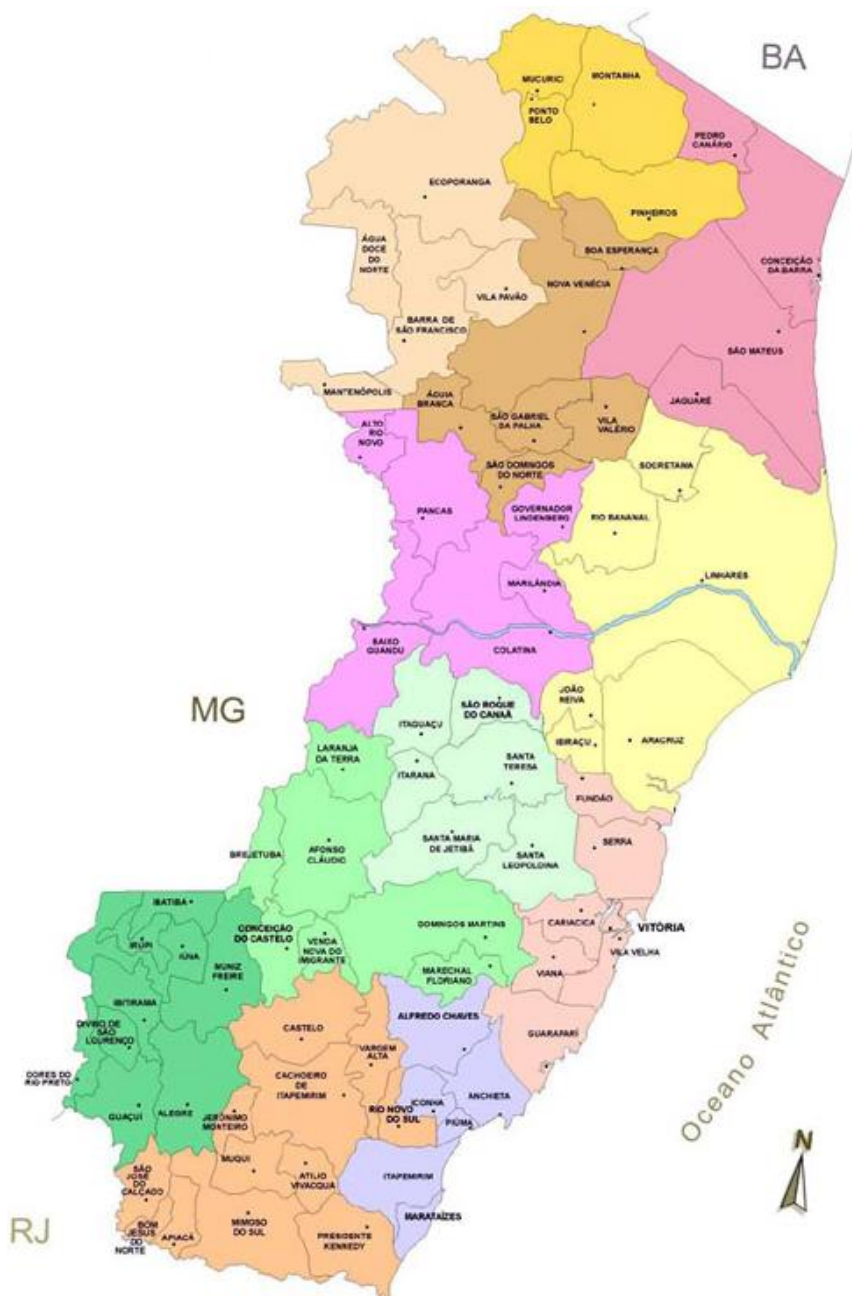 BA
MUCURICI
MONTANHA
PONTO
BELO
PEDRO
CANÁRIO
ECOPORANGA
PINHEIROS
ÁGUA
DOCE
DO
NORTE
BOA ESPERANÇA
CONCEIÇÃO
DA BARRA
NOVA VENÉCIA
VILA PAVÃO
BARRA DE
SÃO FRANCISCO
SÃO MATEUS
MANTENÓPOLIS
ÁGUIA
BRANCA
JAGUARÉ
ALTO
RIO
NOVO
SÃO GABRIEL
DA PALHA
VILA
VALÉRIO
SÃO DOMINGOS
DO NORTE
SOORETAMA
PANCAS
GOVERNADOR
LINDENBERG
RIO BANANAL
MARILÂNDIA
LINHARES
BAIXO
GUANDU
COLATINA
MG
SÃO ROQUE
DO CANAÃ
JOÃO
NEIVA
ITAGUAÇU
IBIRAÇU
ARACRUZ
LARANJA
DA TERRA
ITARANA
SANTA
TERESA
FUNDÃO
BREJETUBA
AFONSO
CLÁUDIO
SANTA MARIA
DE JETIBÁ
SANTA
LEOPOLDINA
SERRA
IBATIBA
CONCEIÇÃO
DO CASTELO
VENDA
NOVA DO
IMIGRANTE
DOMINGOS MARTINS
CARIACICA
VITÓRIA
VILA VELHA
IRUPI
IÚNA
MUNIZ
FREIRE
MARECHAL
FLORIANO
VIANA
IBITIRAMA
ALFREDO CHAVES
GUARAPARÍ
Oceano Atlântico
DIVINO DE
SÃO
LOURENÇO
CASTELO
VARGEM
ALTA
DORES DO
RIO PRETO
CACHOEIRO
DE
ITAPEMIRIM
ICONHA
ANCHIETA
GUAÇUÍ
ALEGRE
JERÔNIMO
MONTEIRO
RIO NOVO
DO SUL
PIÚMA
N
SÃO
JOSÉ
DO
CALÇADO
MUQUI
ATÍLIO
VIVACQUA
ITAPEMIRIM
RJ
BOM
JESUS
DO
NORTE
APIACÁ
MIMOSO
DO SUL
PRESIDENTE
KENNEDY
MARATAÍZES